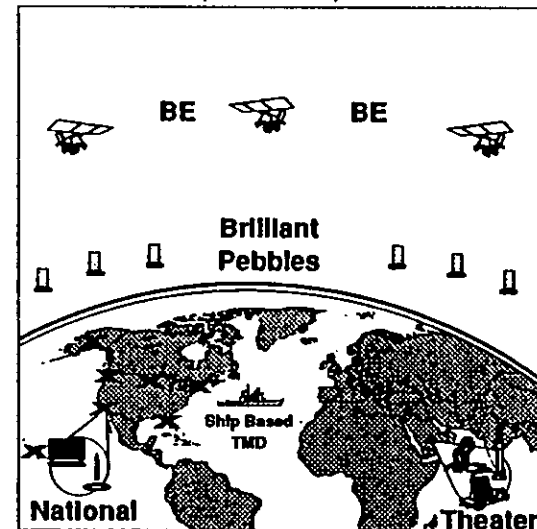 BE BE
Brilliant
Pebbles
Ship Based
TMD
National Theater